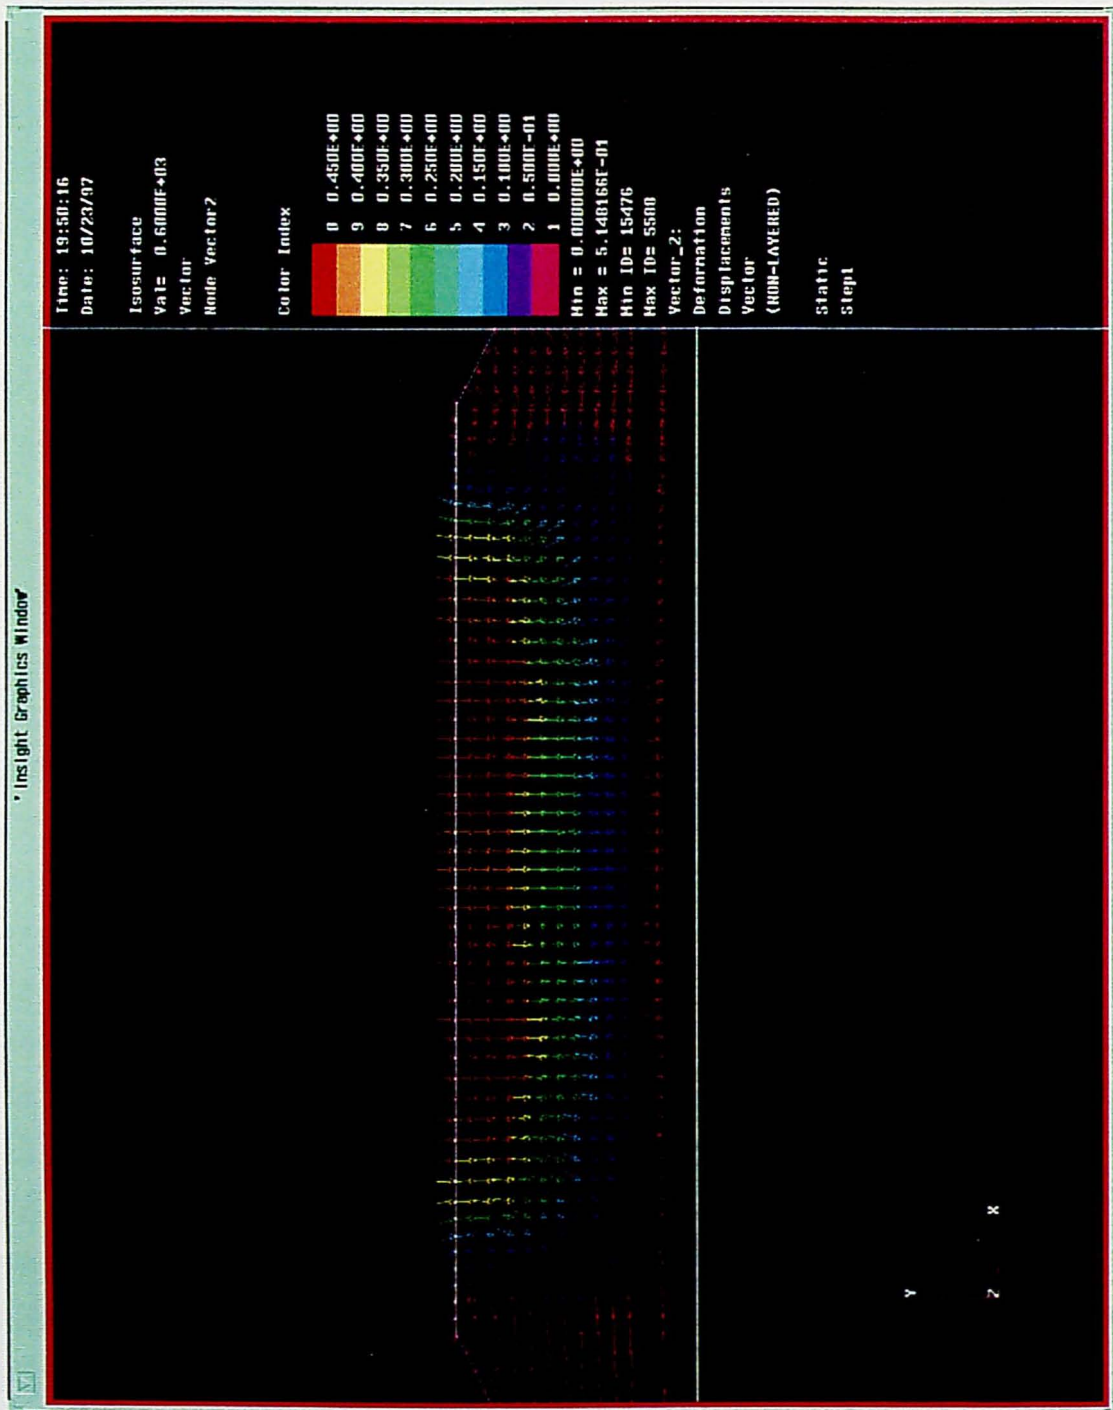 "Insight Graphics Window"
Time: 19:50:16
Date: 10/23/97
Isosurface
Val= 0.6000E+03
Vector
Node Vector2
Color Index
0 0.450E+00
9 0.400E+00
8 0.350E+00
7 0.300E+00
6 0.250E+00
5 0.200E+00
4 0.150E+00
3 0.100E+00
2 0.500E-01
1 0.000E+00
Min = 0.000000E+00
Max = 5.148166E-01
Min ID= 15476
Max ID= 5508
Vector_2:
Deformation
Displacements
Vector
(NON-LAYERED)
Static
Step1
Y
Z X